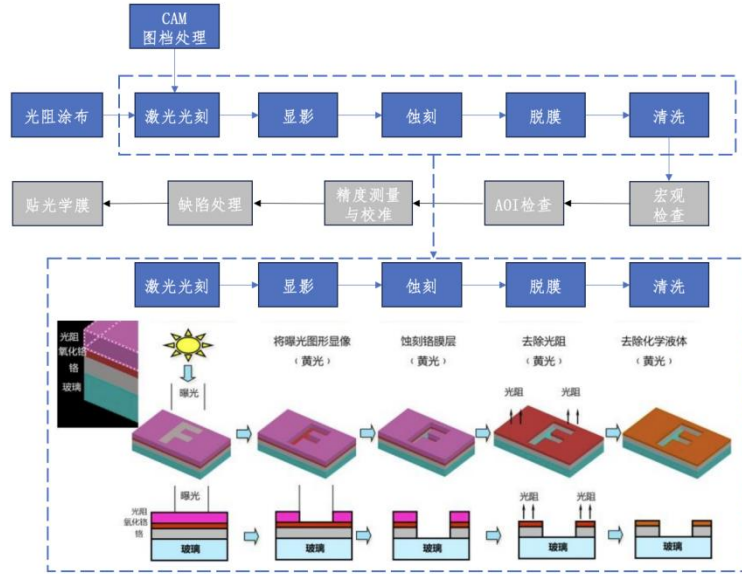 CAM
图档处理
光阻涂布
激光光刻
显影
蚀刻
脱膜
清洗
贴光学膜
缺陷处理
精度测量
与校准
AOI检查
宏观
检查
激光光刻
显影
蚀刻
脱膜
清洗
光阻
氧化铬
铬
玻璃
曝光
将曝光图形显像
（黄光）
蚀刻铬膜层
（黄光）
去除光阻
（黄光）
光阻
光阻
去除化学液体
（黄光）
光阻
氧化铬
铬
曝光
玻璃
玻璃
玻璃
光阻
光阻
玻璃
玻璃